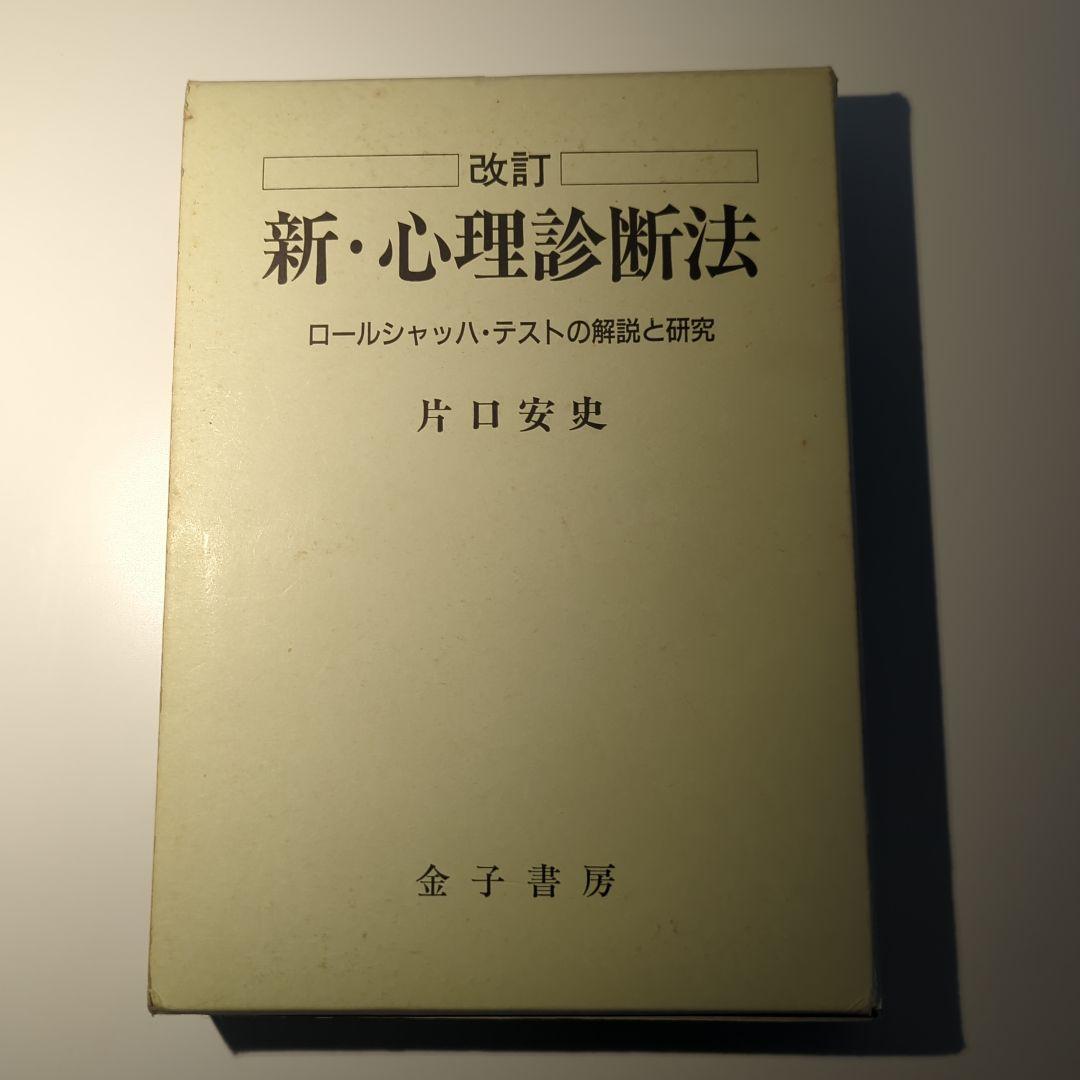 改訂
新・心理診断法
ロールシャッハ・テストの解説と研究
片口安史
金子書房